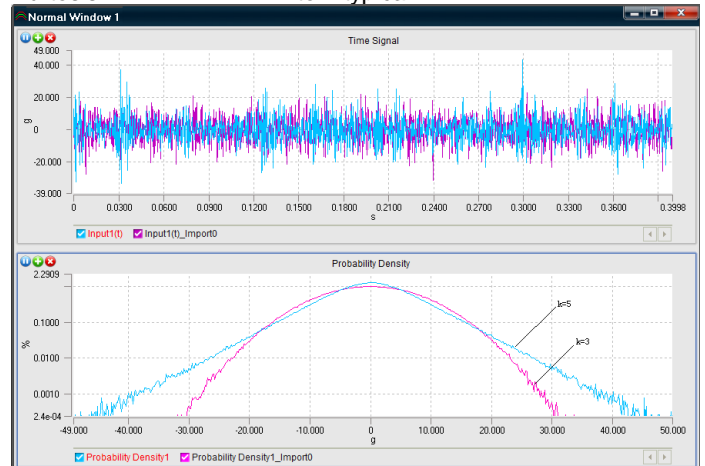 Normal Window 1
Time Signal
49.000
40.000
20.000
0
-20.000
-39.000
g
0 0.0300 0.0600 0.0900 0.1200 0.1500 0.1800 0.2100 0.2400 0.2700 0.3000 0.3300 0.3600 0.3998
s
Input1(t) Input1(t)_Import0
Probability Density
2.2909
0.1000
0.0100
0.0010
2.4e-04
%
k=5
k=3
-49.000 -40.000 -30.000 -20.000 -10.000 0 10.000 20.000 30.000 40.000 50.000
g
Probability Density1 Probability Density1_Import0